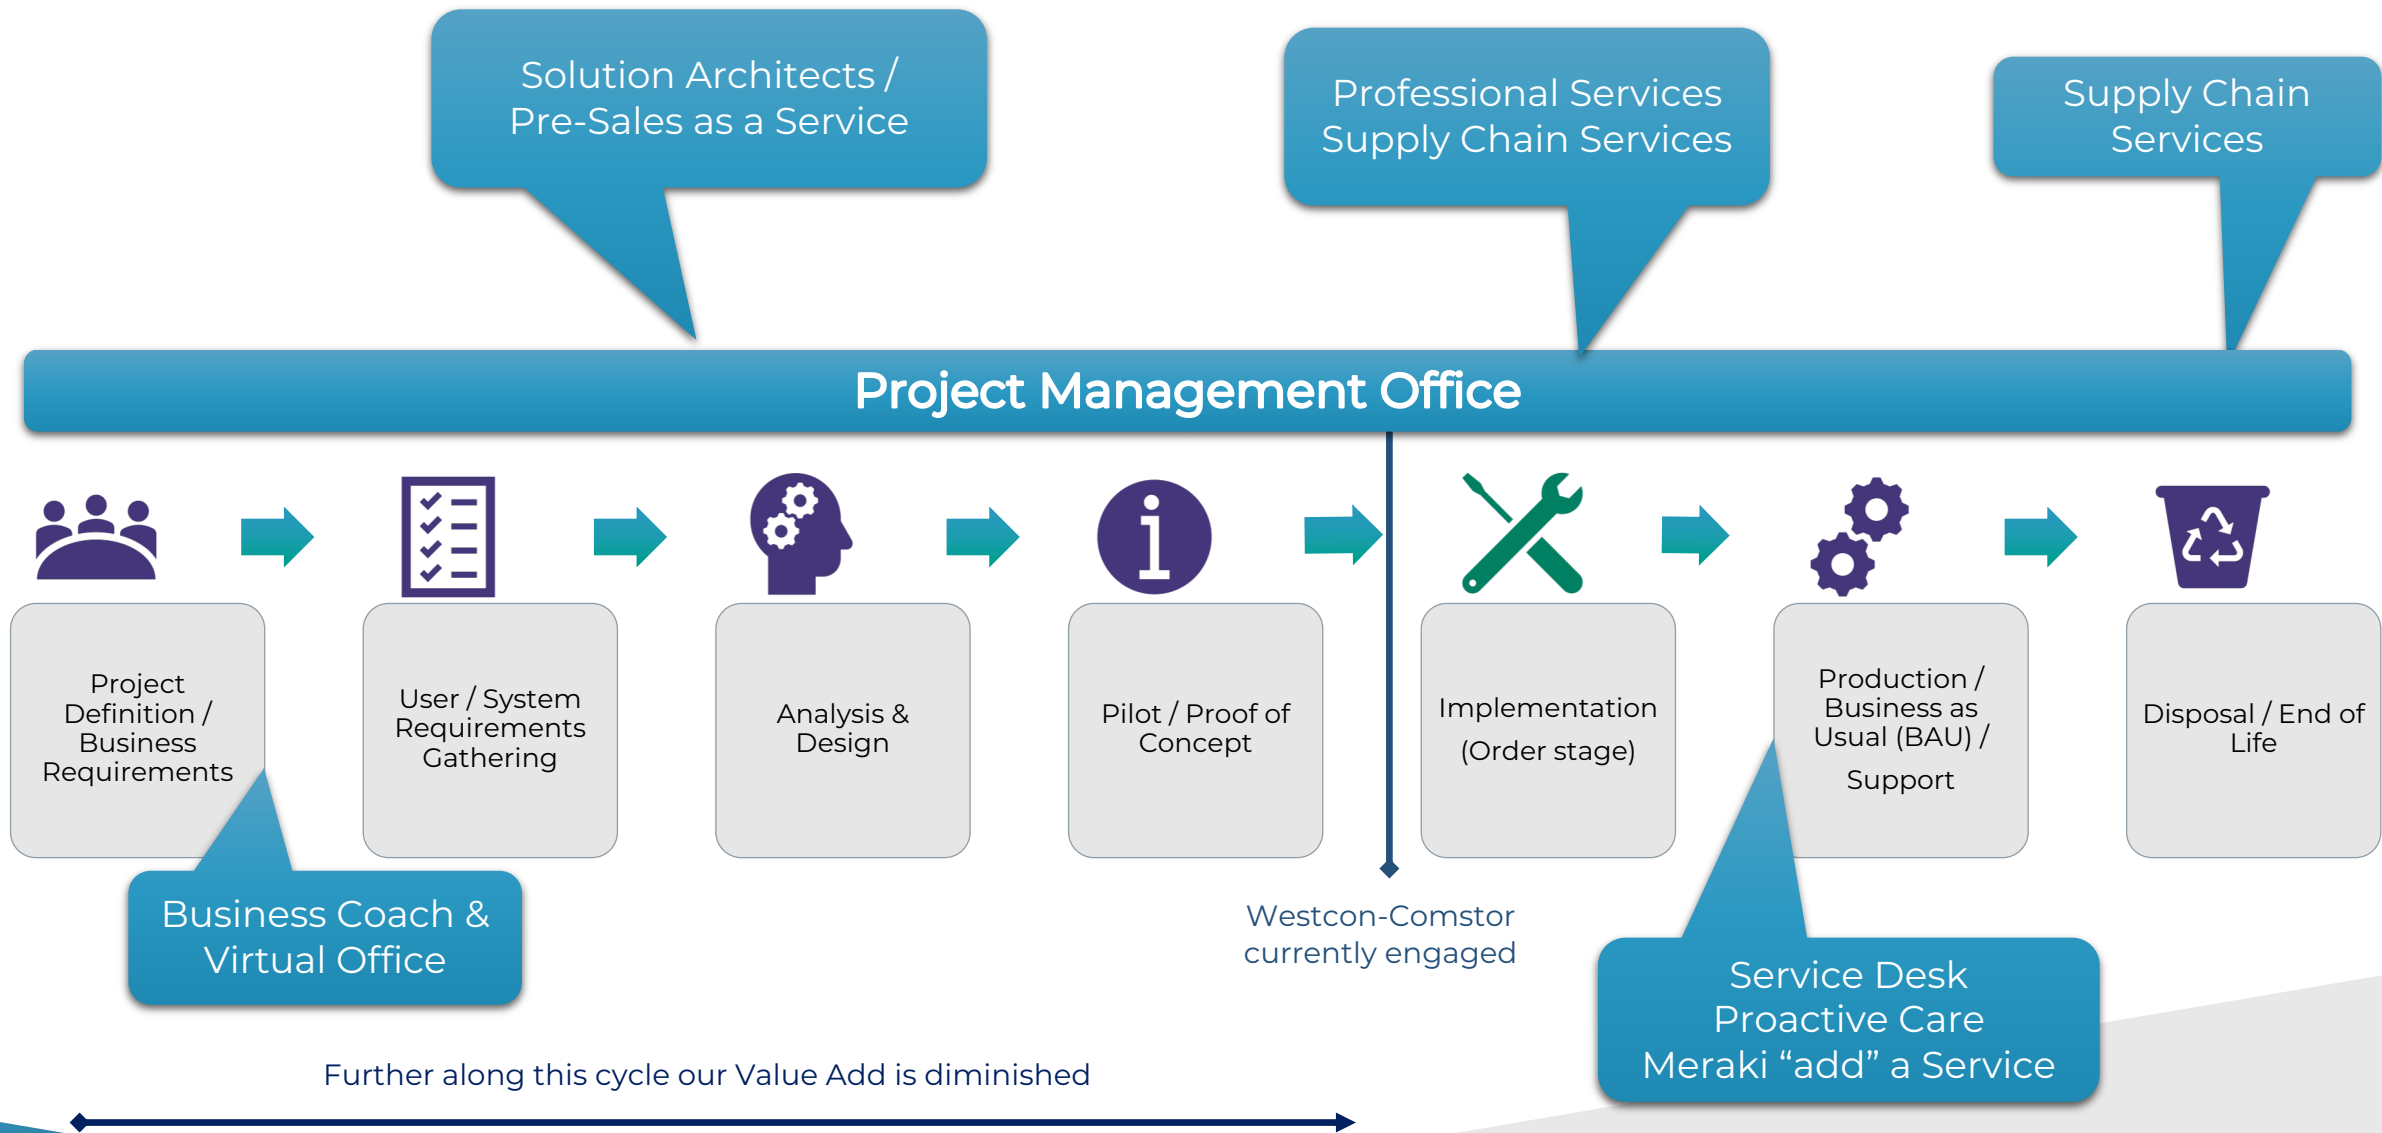 Solution Architects /
Pre-Sales as a Service
Professional Services
Supply Chain Services
Supply Chain
Services
Project Management Office
Project
Definition /
Business
Requirements
User / System
Requirements
Gathering
Analysis &
Design
Pilot / Proof of
Concept
Implementation
(Order stage)
Production /
Business as
Usual (BAU) /
Support
Disposal / End of
Life
Business Coach &
Virtual Office
Westcon-Comstor
currently engaged
Service Desk
Proactive Care
Meraki “add” a Service
Further along this cycle our Value Add is diminished